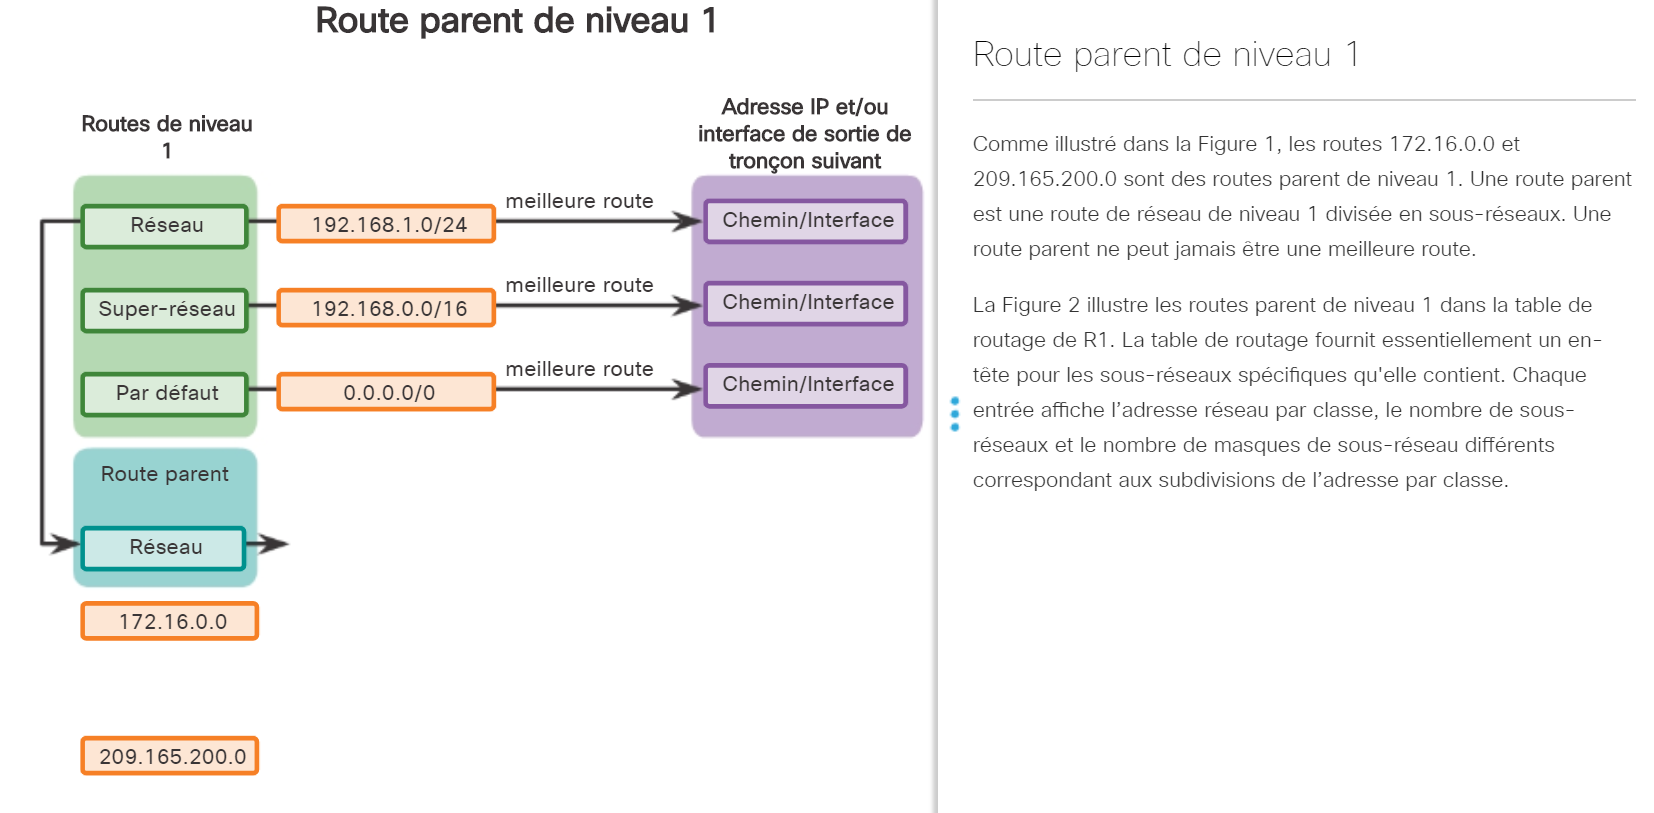 Route parent de niveau 1
Routes de niveau
1
Adresse IP et/ou
interface de sortie de
tronçon suivant
Réseau
192.168.1.0/24
meilleure route
Chemin/Interface
Super-réseau
192.168.0.0/16
meilleure route
Chemin/Interface
Par défaut
0.0.0.0/0
meilleure route
Chemin/Interface
Route parent
Réseau
172.16.0.0
209.165.200.0
Route parent de niveau 1
Comme illustré dans la Figure 1, les routes 172.16.0.0 et
209.165.200.0 sont des routes parent de niveau 1. Une route parent
est une route de réseau de niveau 1 divisée en sous-réseaux. Une
route parent ne peut jamais être une meilleure route.
La Figure 2 illustre les routes parent de niveau 1 dans la table de
routage de R1. La table de routage fournit essentiellement un en-
tête pour les sous-réseaux spécifiques qu'elle contient. Chaque
entrée affiche l’adresse réseau par classe, le nombre de sous-
réseaux et le nombre de masques de sous-réseau différents
correspondant aux subdivisions de l’adresse par classe.